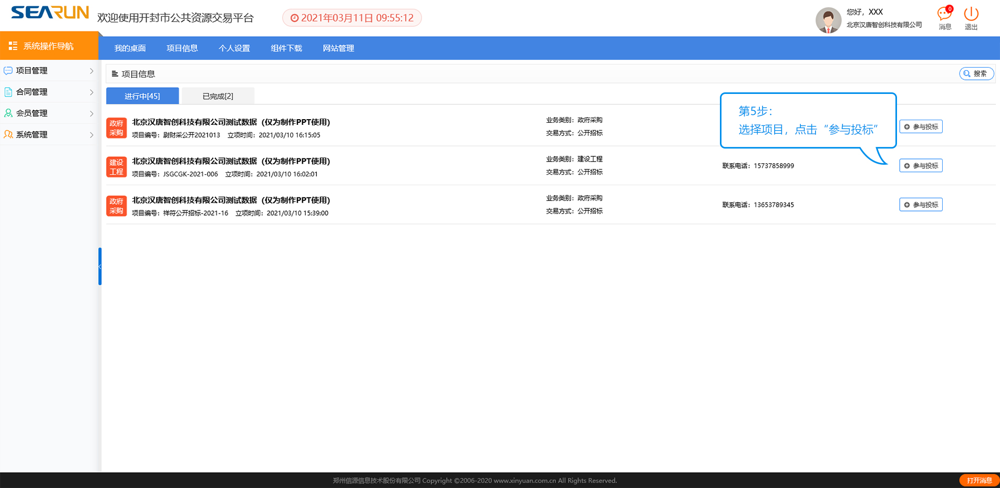 SEARUN
欢迎使用开封市公共资源交易平台
2021年03月11日 09:55:12
您好，XXX
北京汉唐智创科技有限公司
0
消息
退出
系统操作导航
我的桌面 项目信息 个人设置 组件下载 网站管理
项目管理
合同管理
会员管理
系统管理
项目信息
搜索
进行中[45] 已完成[2]
第5步：
选择项目，点击“参与投标”
政府
采购
北京汉唐智创科技有限公司测试数据（仅为制作PPT使用）
项目编号：尉财采公开2021013 立项时间：2021/03/10 16:15:05
业务类别：政府采购
交易方式：公开招标
参与投标
建设
工程
北京汉唐智创科技有限公司测试数据（仅为制作PPT使用）
项目编号：JSGCGK-2021-006 立项时间：2021/03/10 16:02:01
业务类别：建设工程
交易方式：公开招标
联系电话：15737858999
参与投标
政府
采购
北京汉唐智创科技有限公司测试数据（仅为制作PPT使用）
项目编号：祥符公开招标-2021-16 立项时间：2021/03/10 15:39:00
业务类别：政府采购
交易方式：公开招标
联系电话：13653789345
参与投标
郑州信源信息技术股份有限公司 Copyright ©2006-2020 www.xinyuan.com.cn All Rights Reserved.
打开消息